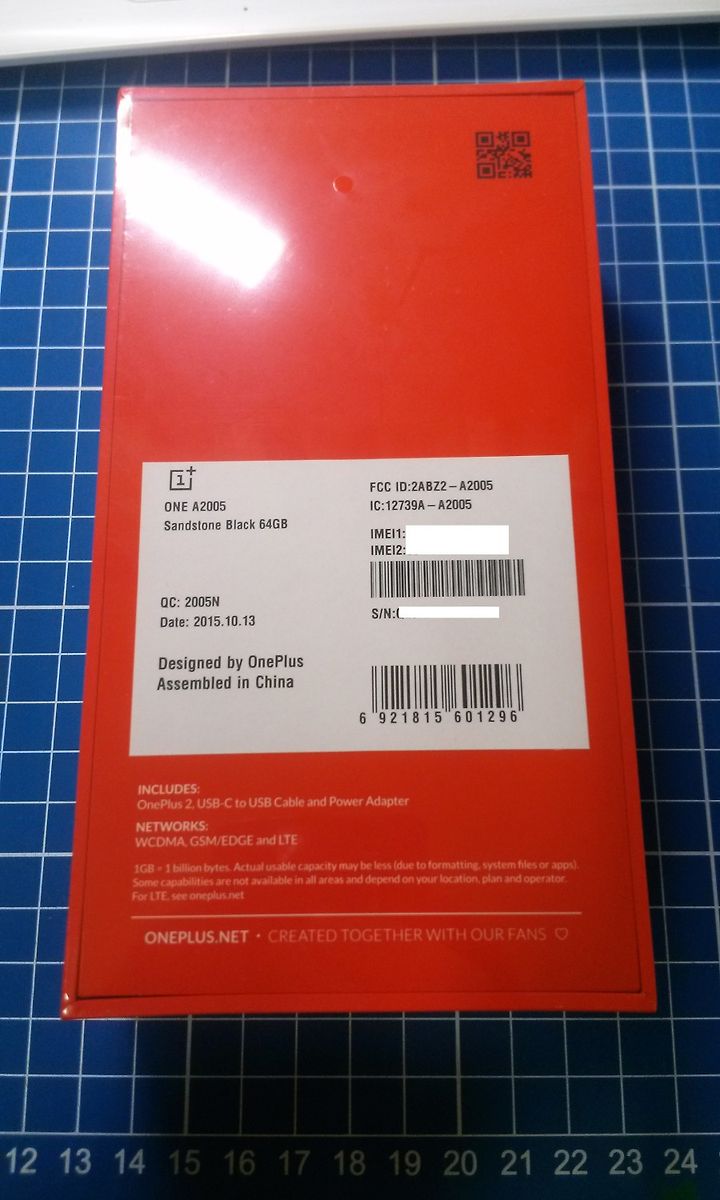 ONE A2005
Sandstone Black 64GB
FCC ID:2ABZ2-A2005
IC:12739A-A2005
IMEI1:
IMEI2:
S/N:
QC: 2005N
Date: 2015.10.13
Designed by OnePlus
Assembled in China
6 921815 601296
INCLUDES:
OnePlus 2, USB-C to USB Cable and Power Adapter
NETWORKS:
WCDMA, GSM/EDGE and LTE
1GB = 1 billion bytes. Actual usable capacity may be less (due to formatting, system files or apps).
Some capabilities are not available in all areas and depend on your location, plan and operator.
For LTE, see oneplus.net
ONEPLUS.NET • CREATED TOGETHER WITH OUR FANS
12 13 14 15 16 17 18 19 20 21 22 23 24